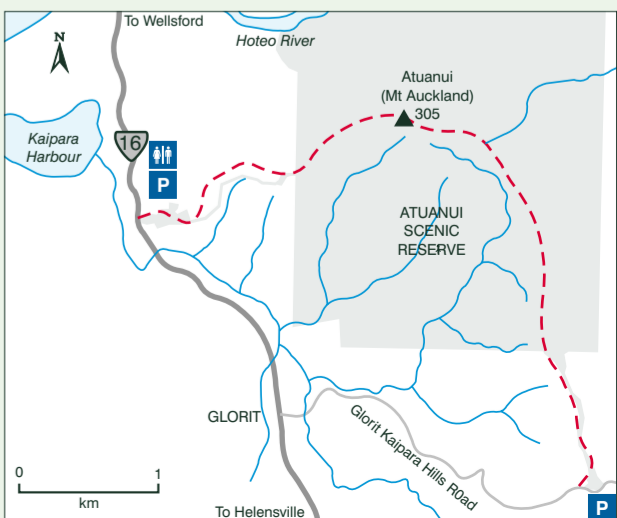 To Wellsford
Hoteo River
N
Atuanui
(Mt Auckland)
305
Kaipara
Harbour
16
P
ATUANUI
SCENIC
RESERVE
GLORIT
Glorit Kaipara Hills R0ad
0 1
km
To Helensville
P